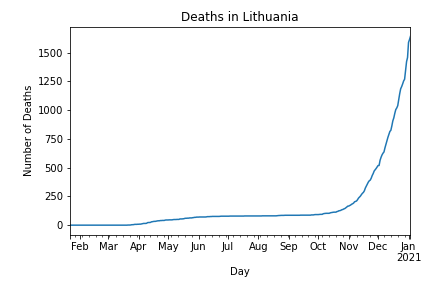 Deaths in Lithuania
Number of Deaths
1500
1250
1000
750
500
250
0
Feb Mar Apr May Jun Jul Aug Sep Oct Nov Dec Jan
2021
Day